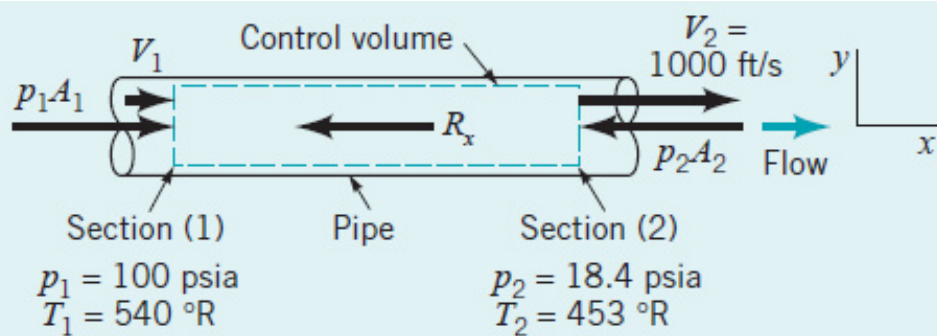 V₁
Control volume
V₂ =
1000 ft/s
y
p₁A₁
Rₓ
p₂A₂
Flow
x
Section (1)
Pipe
Section (2)
p₁ = 100 psia
T₁ = 540 °R
p₂ = 18.4 psia
T₂ = 453 °R